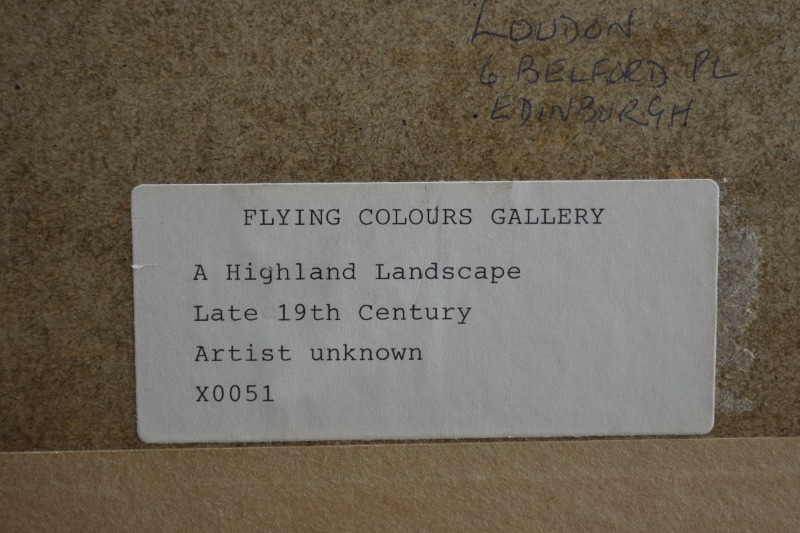 LOUDON
6 BELFORD PL
EDINBURGH
FLYING COLOURS GALLERY
A Highland Landscape
Late 19th Century
Artist unknown
X0051